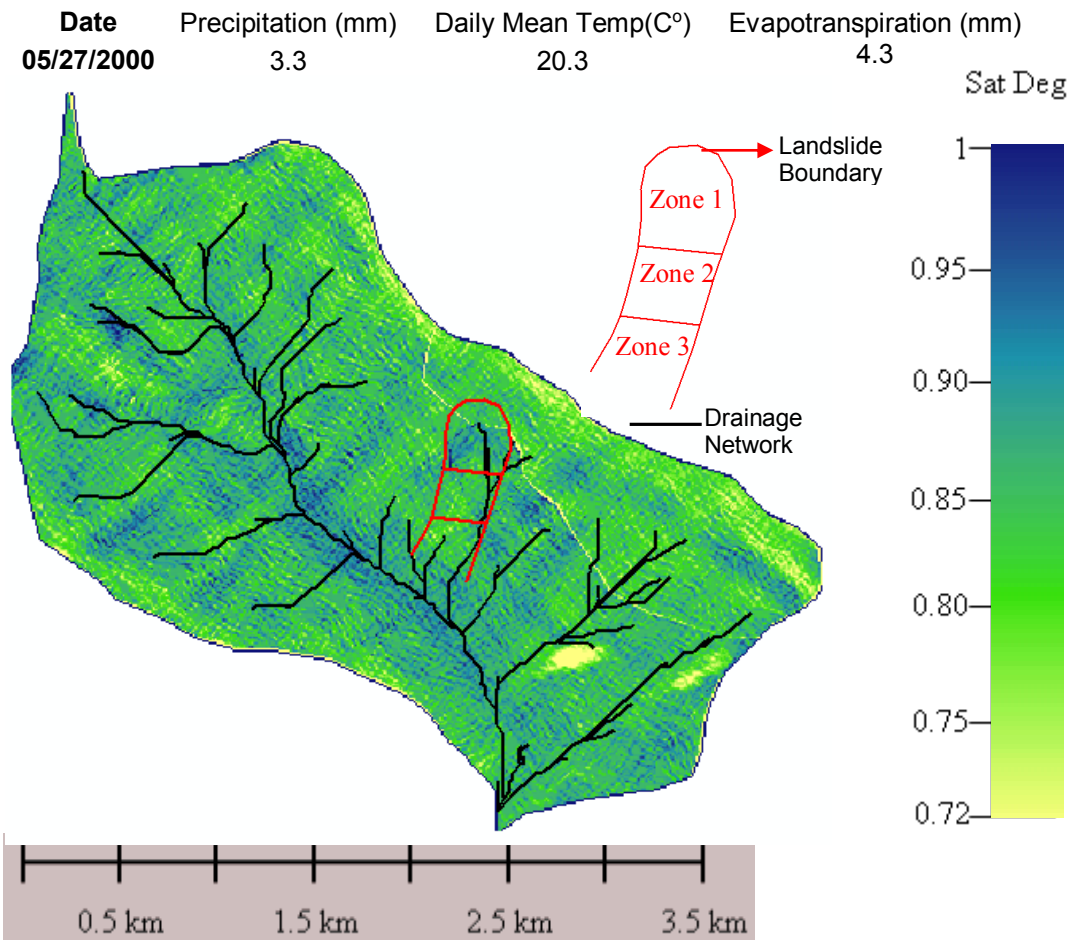 Date Precipitation (mm) Daily Mean Temp(Cº) Evapotranspiration (mm)
05/27/2000 3.3 20.3 4.3
Sat Deg
Landslide
Boundary
Zone 1
Zone 2
Zone 3
Drainage
Network
1
0.95
0.90
0.85
0.80
0.75
0.72
0.5 km 1.5 km 2.5 km 3.5 km